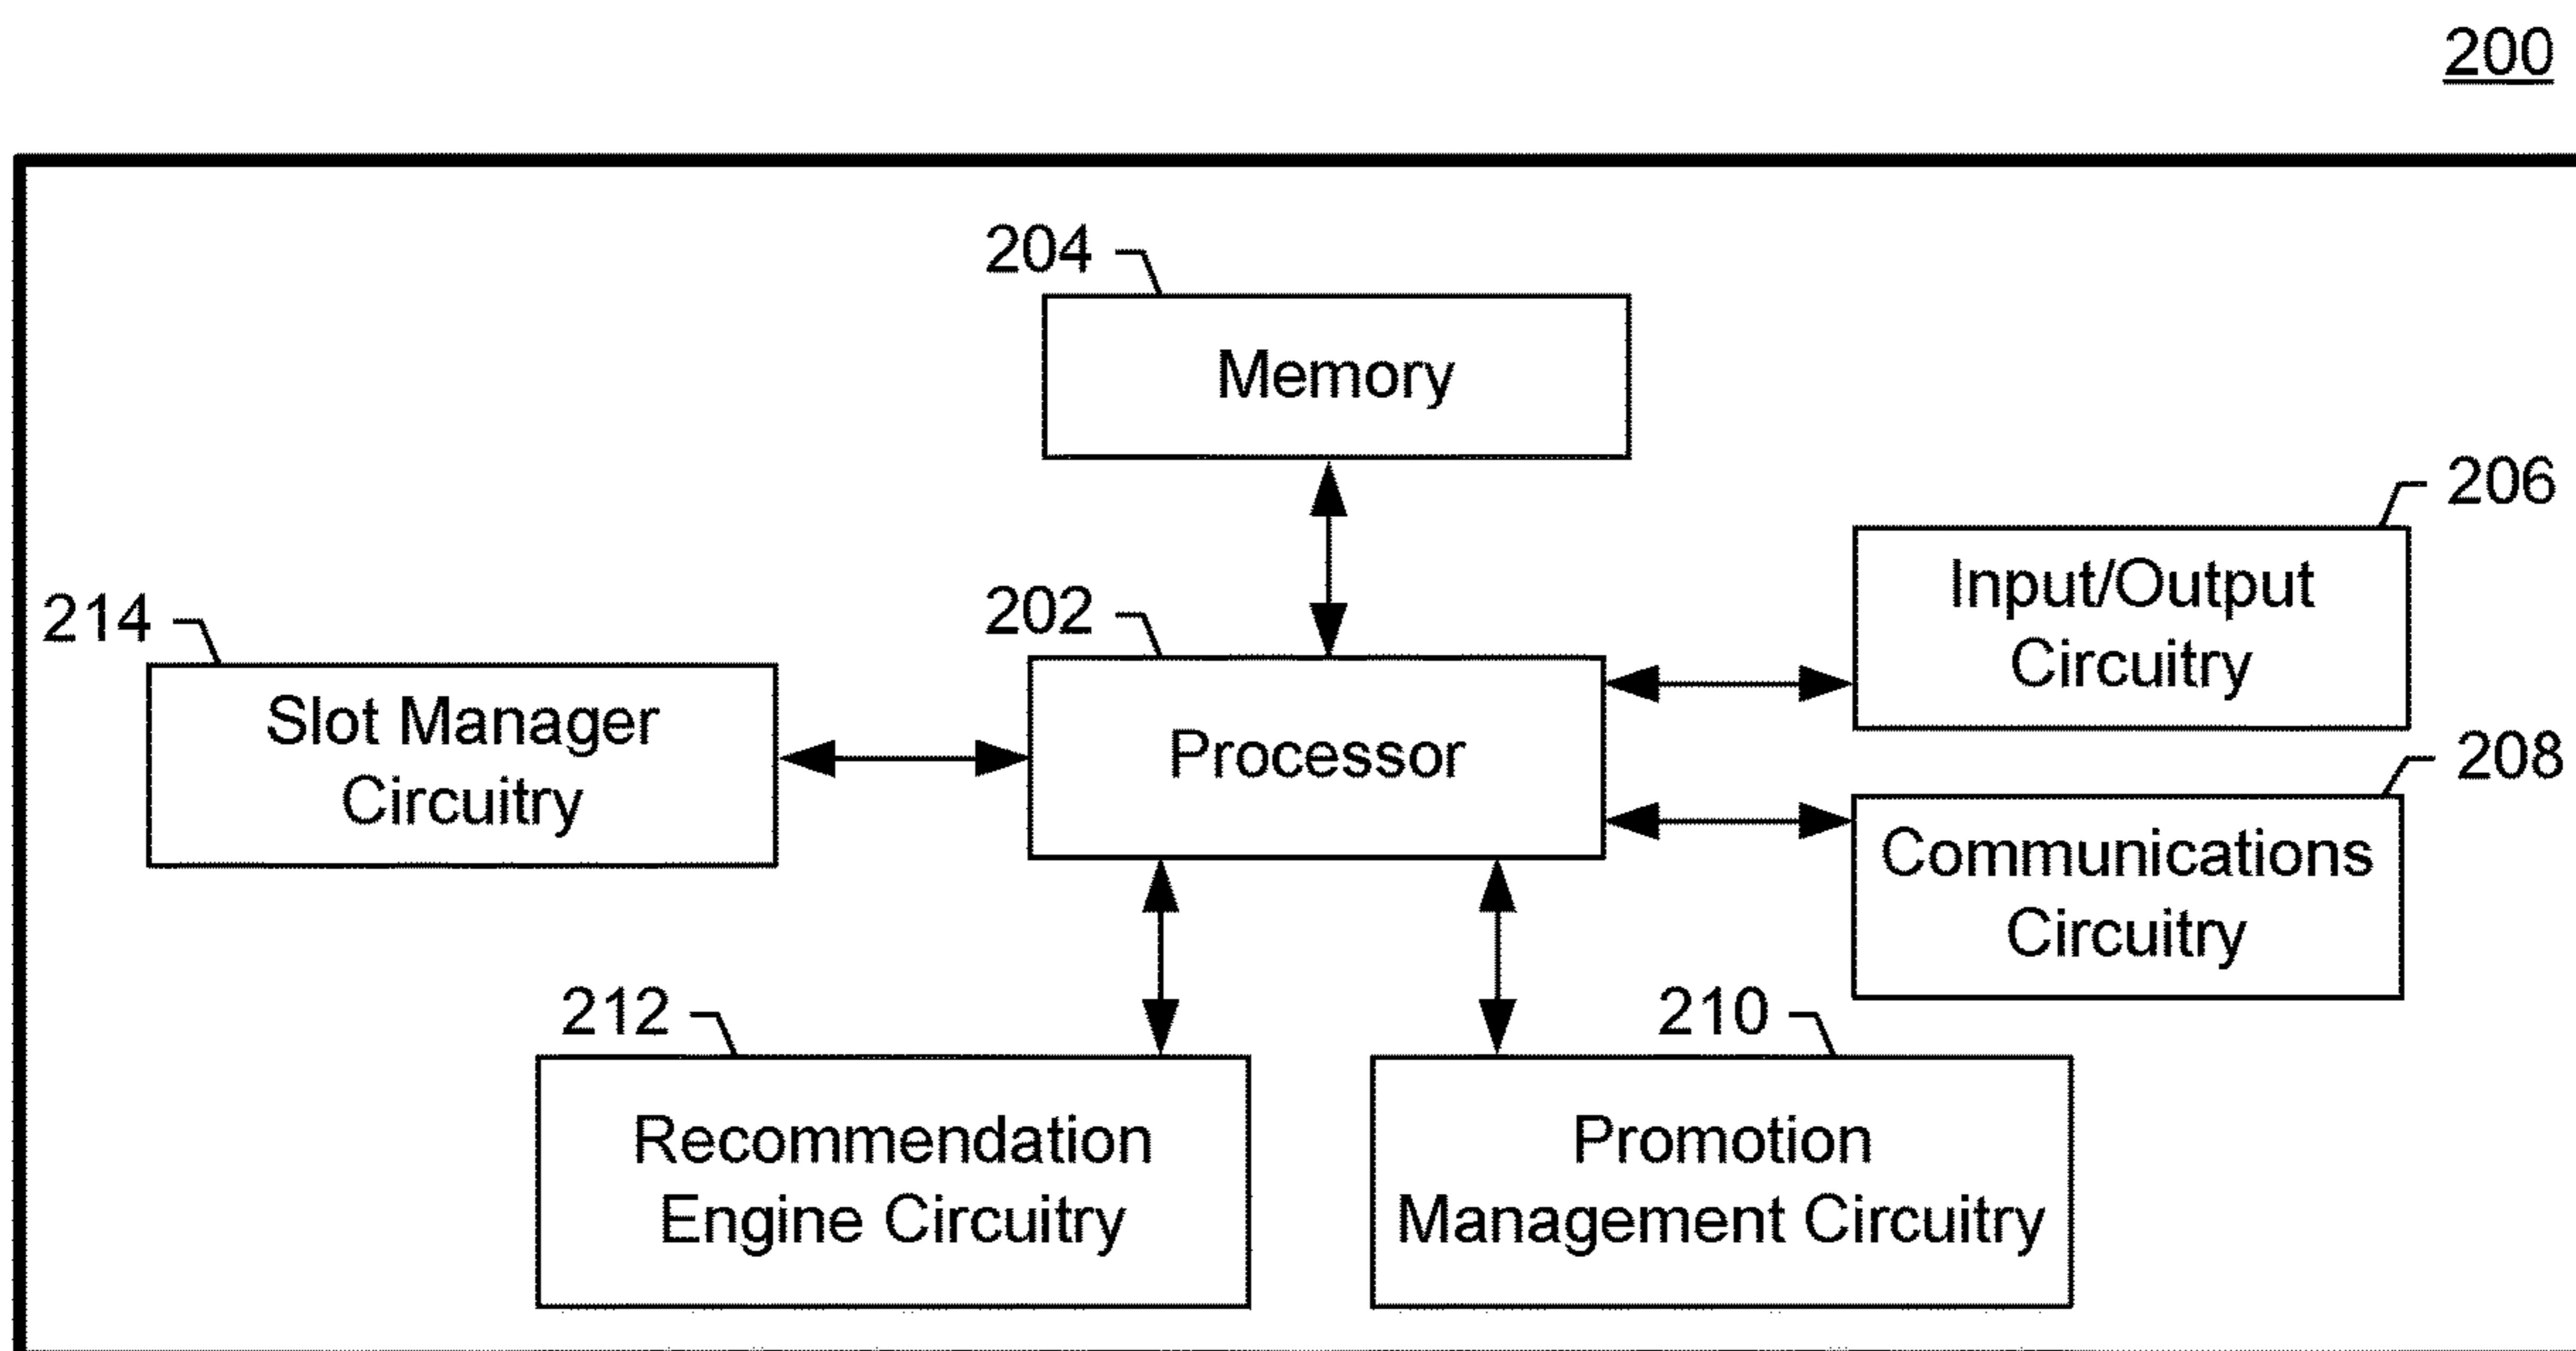 200
204
Memory
206
Input/Output
Circuitry
214
Slot Manager
Circuitry
202
Processor
208
Communications
Circuitry
212
Recommendation
Engine Circuitry
210
Promotion
Management Circuitry